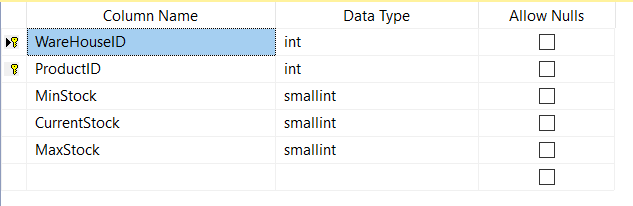 Column Name Data Type Allow Nulls
WareHouseID int
ProductID int
MinStock smallint
CurrentStock smallint
MaxStock smallint